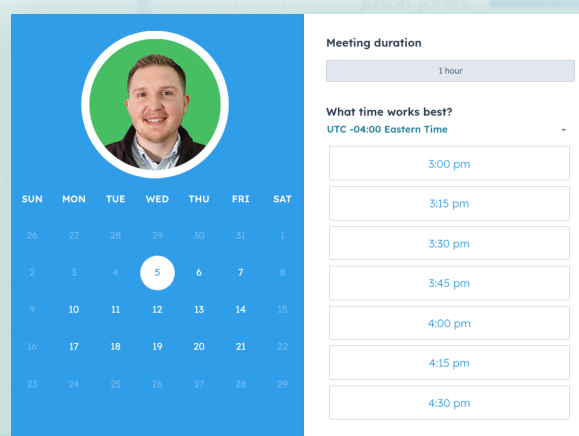 Jason Jones
Meeting duration
1 hour
What time works best?
UTC -04:00 Eastern Time
3:00 pm
3:15 pm
3:30 pm
3:45 pm
4:00 pm
4:15 pm
4:30 pm
SUN MON TUE WED THU FRI SAT
26 27 28 29 30 31 1
2 3 4 5 6 7 8
9 10 11 12 13 14 15
16 17 18 19 20 21 22
23 24 25 26 27 28 29